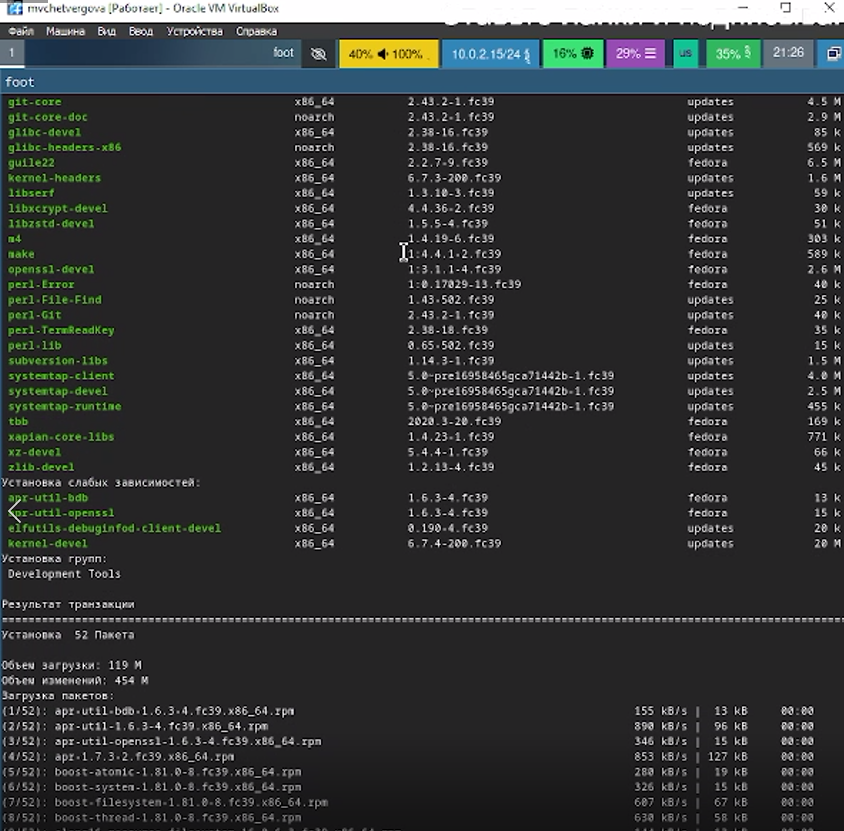 mvchetvergova [Работает] - Oracle VM VirtualBox
Файл Машина Вид Ввод Устройства Справка
1 foot 40% 100% 10.0.2.15/24 16% 29% us 35% 21:26
foot
git-core x86_64 2.43.2-1.fc39 updates 4.5 M
git-core-doc noarch 2.43.2-1.fc39 updates 2.9 M
glibc-devel x86_64 2.38-16.fc39 updates 85 k
glibc-headers-x86 noarch 2.38-16.fc39 updates 569 k
guile22 x86_64 2.2.7-9.fc39 fedora 6.5 M
kernel-headers x86_64 6.7.3-200.fc39 updates 1.6 M
libserf x86_64 1.3.10-3.fc39 updates 59 k
libxcrypt-devel x86_64 4.4.36-2.fc39 fedora 30 k
libzstd-devel x86_64 1.5.5-4.fc39 fedora 51 k
m4 x86_64 1.4.19-6.fc39 fedora 303 k
make x86_64 1:4.4.1-2.fc39 fedora 589 k
openssl-devel x86_64 1:3.1.1-4.fc39 fedora 2.6 M
perl-Error noarch 1:0.17029-13.fc39 fedora 40 k
perl-File-Find noarch 1.43-502.fc39 updates 25 k
perl-Git noarch 2.43.2-1.fc39 updates 40 k
perl-TermReadKey x86_64 2.38-18.fc39 fedora 35 k
perl-lib x86_64 0.65-502.fc39 updates 15 k
subversion-libs x86_64 1.14.3-1.fc39 updates 1.5 M
systemtap-client x86_64 5.0~pre16958465gca71442b-1.fc39 updates 4.0 M
systemtap-devel x86_64 5.0~pre16958465gca71442b-1.fc39 updates 2.5 M
systemtap-runtime x86_64 5.0~pre16958465gca71442b-1.fc39 updates 455 k
tbb x86_64 2020.3-20.fc39 fedora 169 k
xapian-core-libs x86_64 1.4.23-1.fc39 fedora 771 k
xz-devel x86_64 5.4.4-1.fc39 fedora 66 k
zlib-devel x86_64 1.2.13-4.fc39 fedora 45 k
Установка слабых зависимостей:
apr-util-bdb x86_64 1.6.3-4.fc39 fedora 13 k
apr-util-openssl x86_64 1.6.3-4.fc39 fedora 15 k
elfutils-debuginfod-client-devel x86_64 0.190-4.fc39 updates 20 k
kernel-devel x86_64 6.7.4-200.fc39 updates 20 M
Установка групп:
Development Tools
Результат транзакции
================================================================================
Установка 52 Пакета
Объем загрузки: 119 M
Объем изменений: 454 M
Загрузка пакетов:
(1/52): apr-util-bdb-1.6.3-4.fc39.x86_64.rpm 155 kB/s | 13 kB 00:00
(2/52): apr-util-1.6.3-4.fc39.x86_64.rpm 890 kB/s | 96 kB 00:00
(3/52): apr-util-openssl-1.6.3-4.fc39.x86_64.rpm 346 kB/s | 15 kB 00:00
(4/52): apr-1.7.3-2.fc39.x86_64.rpm 853 kB/s | 127 kB 00:00
(5/52): boost-atomic-1.81.0-8.fc39.x86_64.rpm 280 kB/s | 19 kB 00:00
(6/52): boost-system-1.81.0-8.fc39.x86_64.rpm 326 kB/s | 15 kB 00:00
(7/52): boost-filesystem-1.81.0-8.fc39.x86_64.rpm 607 kB/s | 67 kB 00:00
(8/52): boost-thread-1.81.0-8.fc39.x86_64.rpm 630 kB/s | 58 kB 00:00